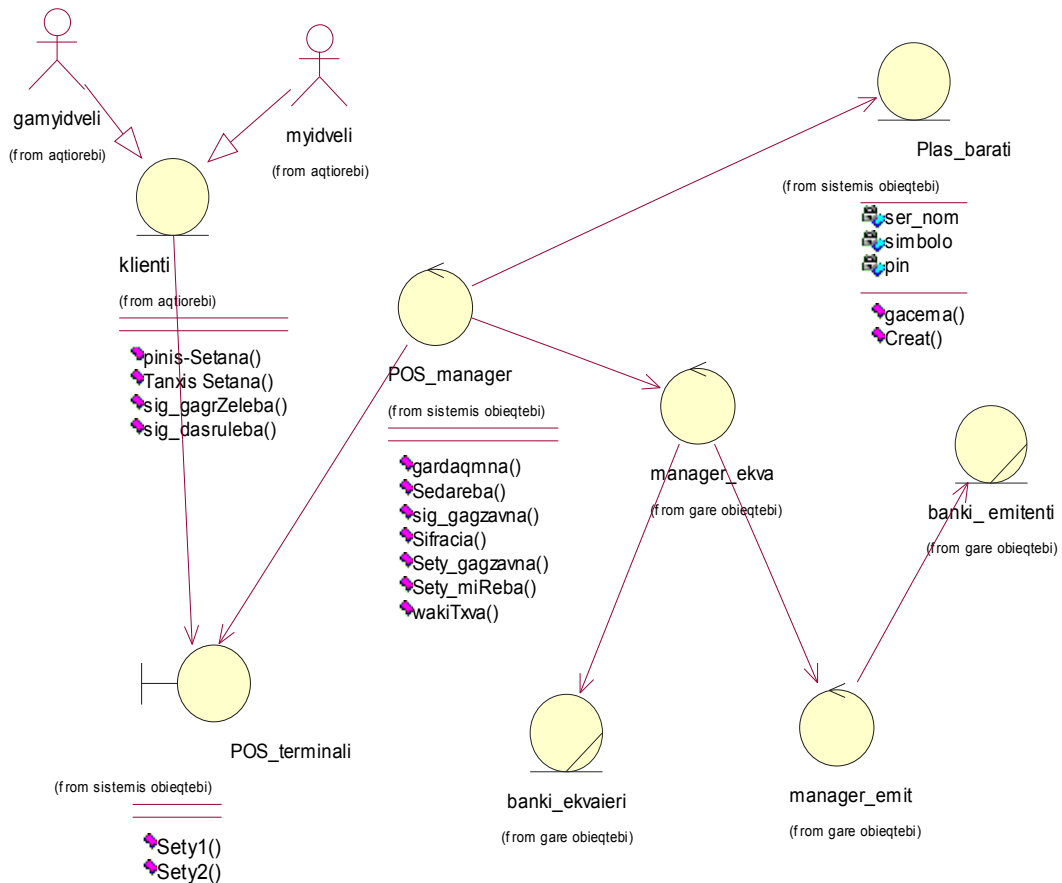 gamyidveli
(from aqtiorebi)
myidveli
(from aqtiorebi)
klienti
(from aqtiorebi)
pinis-Setana()
Tanxis Setana()
sig_gagrZeleba()
sig_dasruleba()
Plas_barati
(from sistemis obieqtebi)
ser_nom
simbolo
pin
gacema()
Creat()
POS_manager
(from sistemis obieqtebi)
gardaqmna()
Sedareba()
sig_gagzavna()
Sifracia()
Sety_gagzavna()
Sety_miReba()
wakiTxva()
manager_ekva
(from gare obieqtebi)
banki_emitenti
(from gare obieqtebi)
POS_terminali
(from sistemis obieqtebi)
Sety1()
Sety2()
banki_ekvaieri
(from gare obieqtebi)
manager_emit
(from gare obieqtebi)